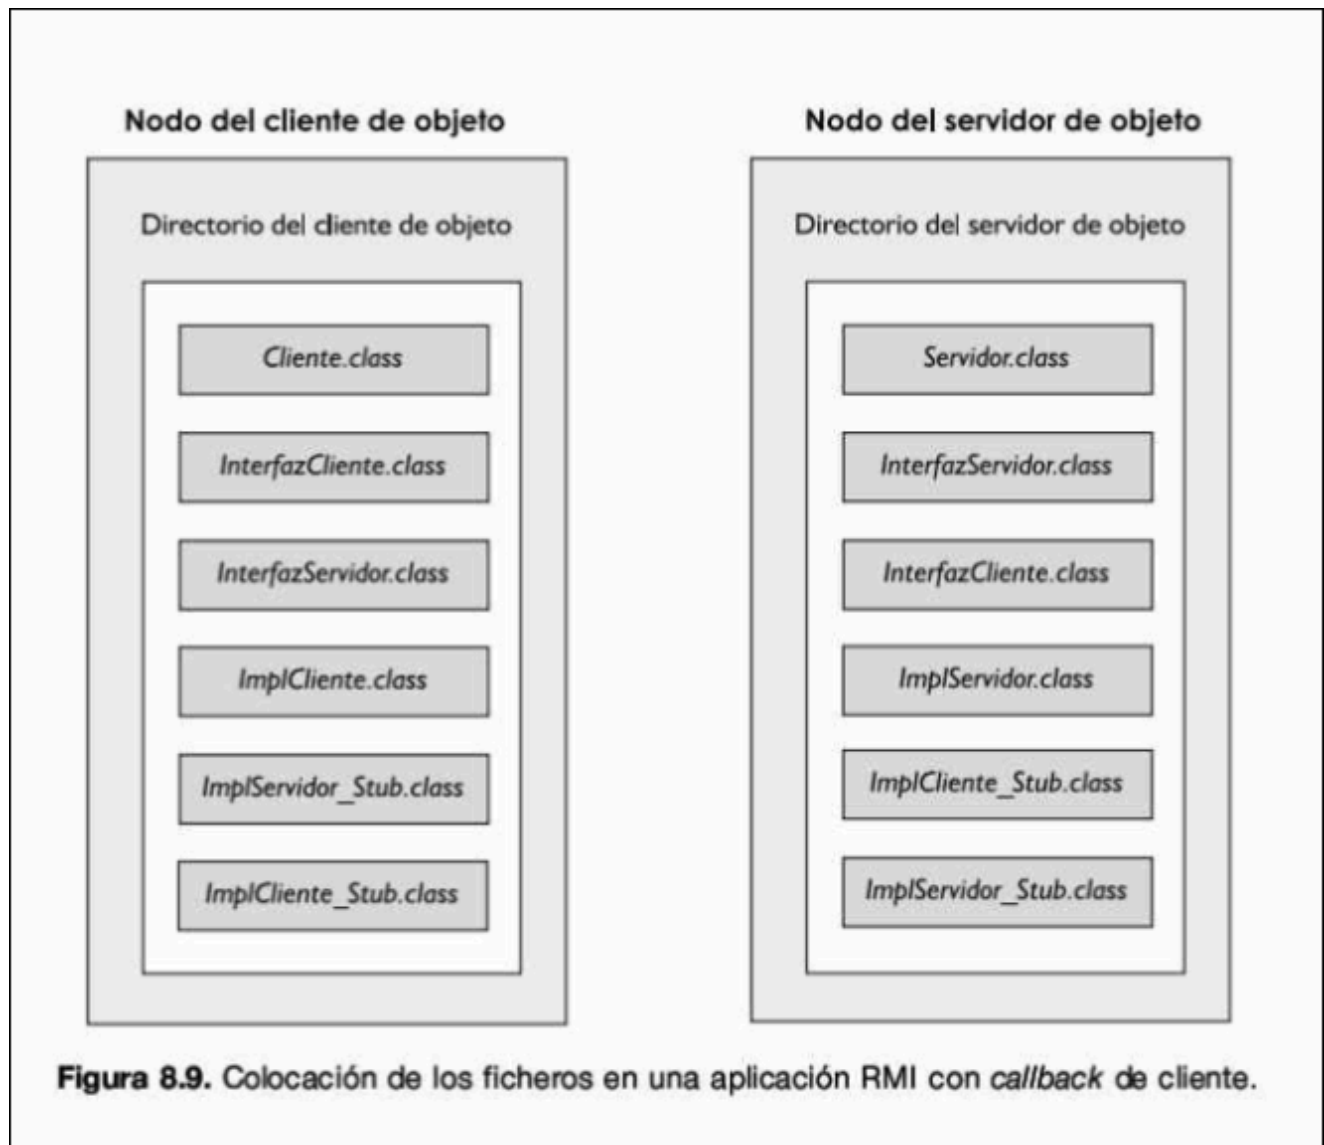 Nodo del cliente de objeto
Directorio del cliente de objeto
Cliente.class
InterfazCliente.class
InterfazServidor.class
ImplCliente.class
ImplServidor_Stub.class
ImplCliente_Stub.class
Nodo del servidor de objeto
Directorio del servidor de objeto
Servidor.class
InterfazServidor.class
InterfazCliente.class
ImplServidor.class
ImplCliente_Stub.class
ImplServidor_Stub.class
Figura 8.9. Colocación de los ficheros en una aplicación RMI con callback de cliente.